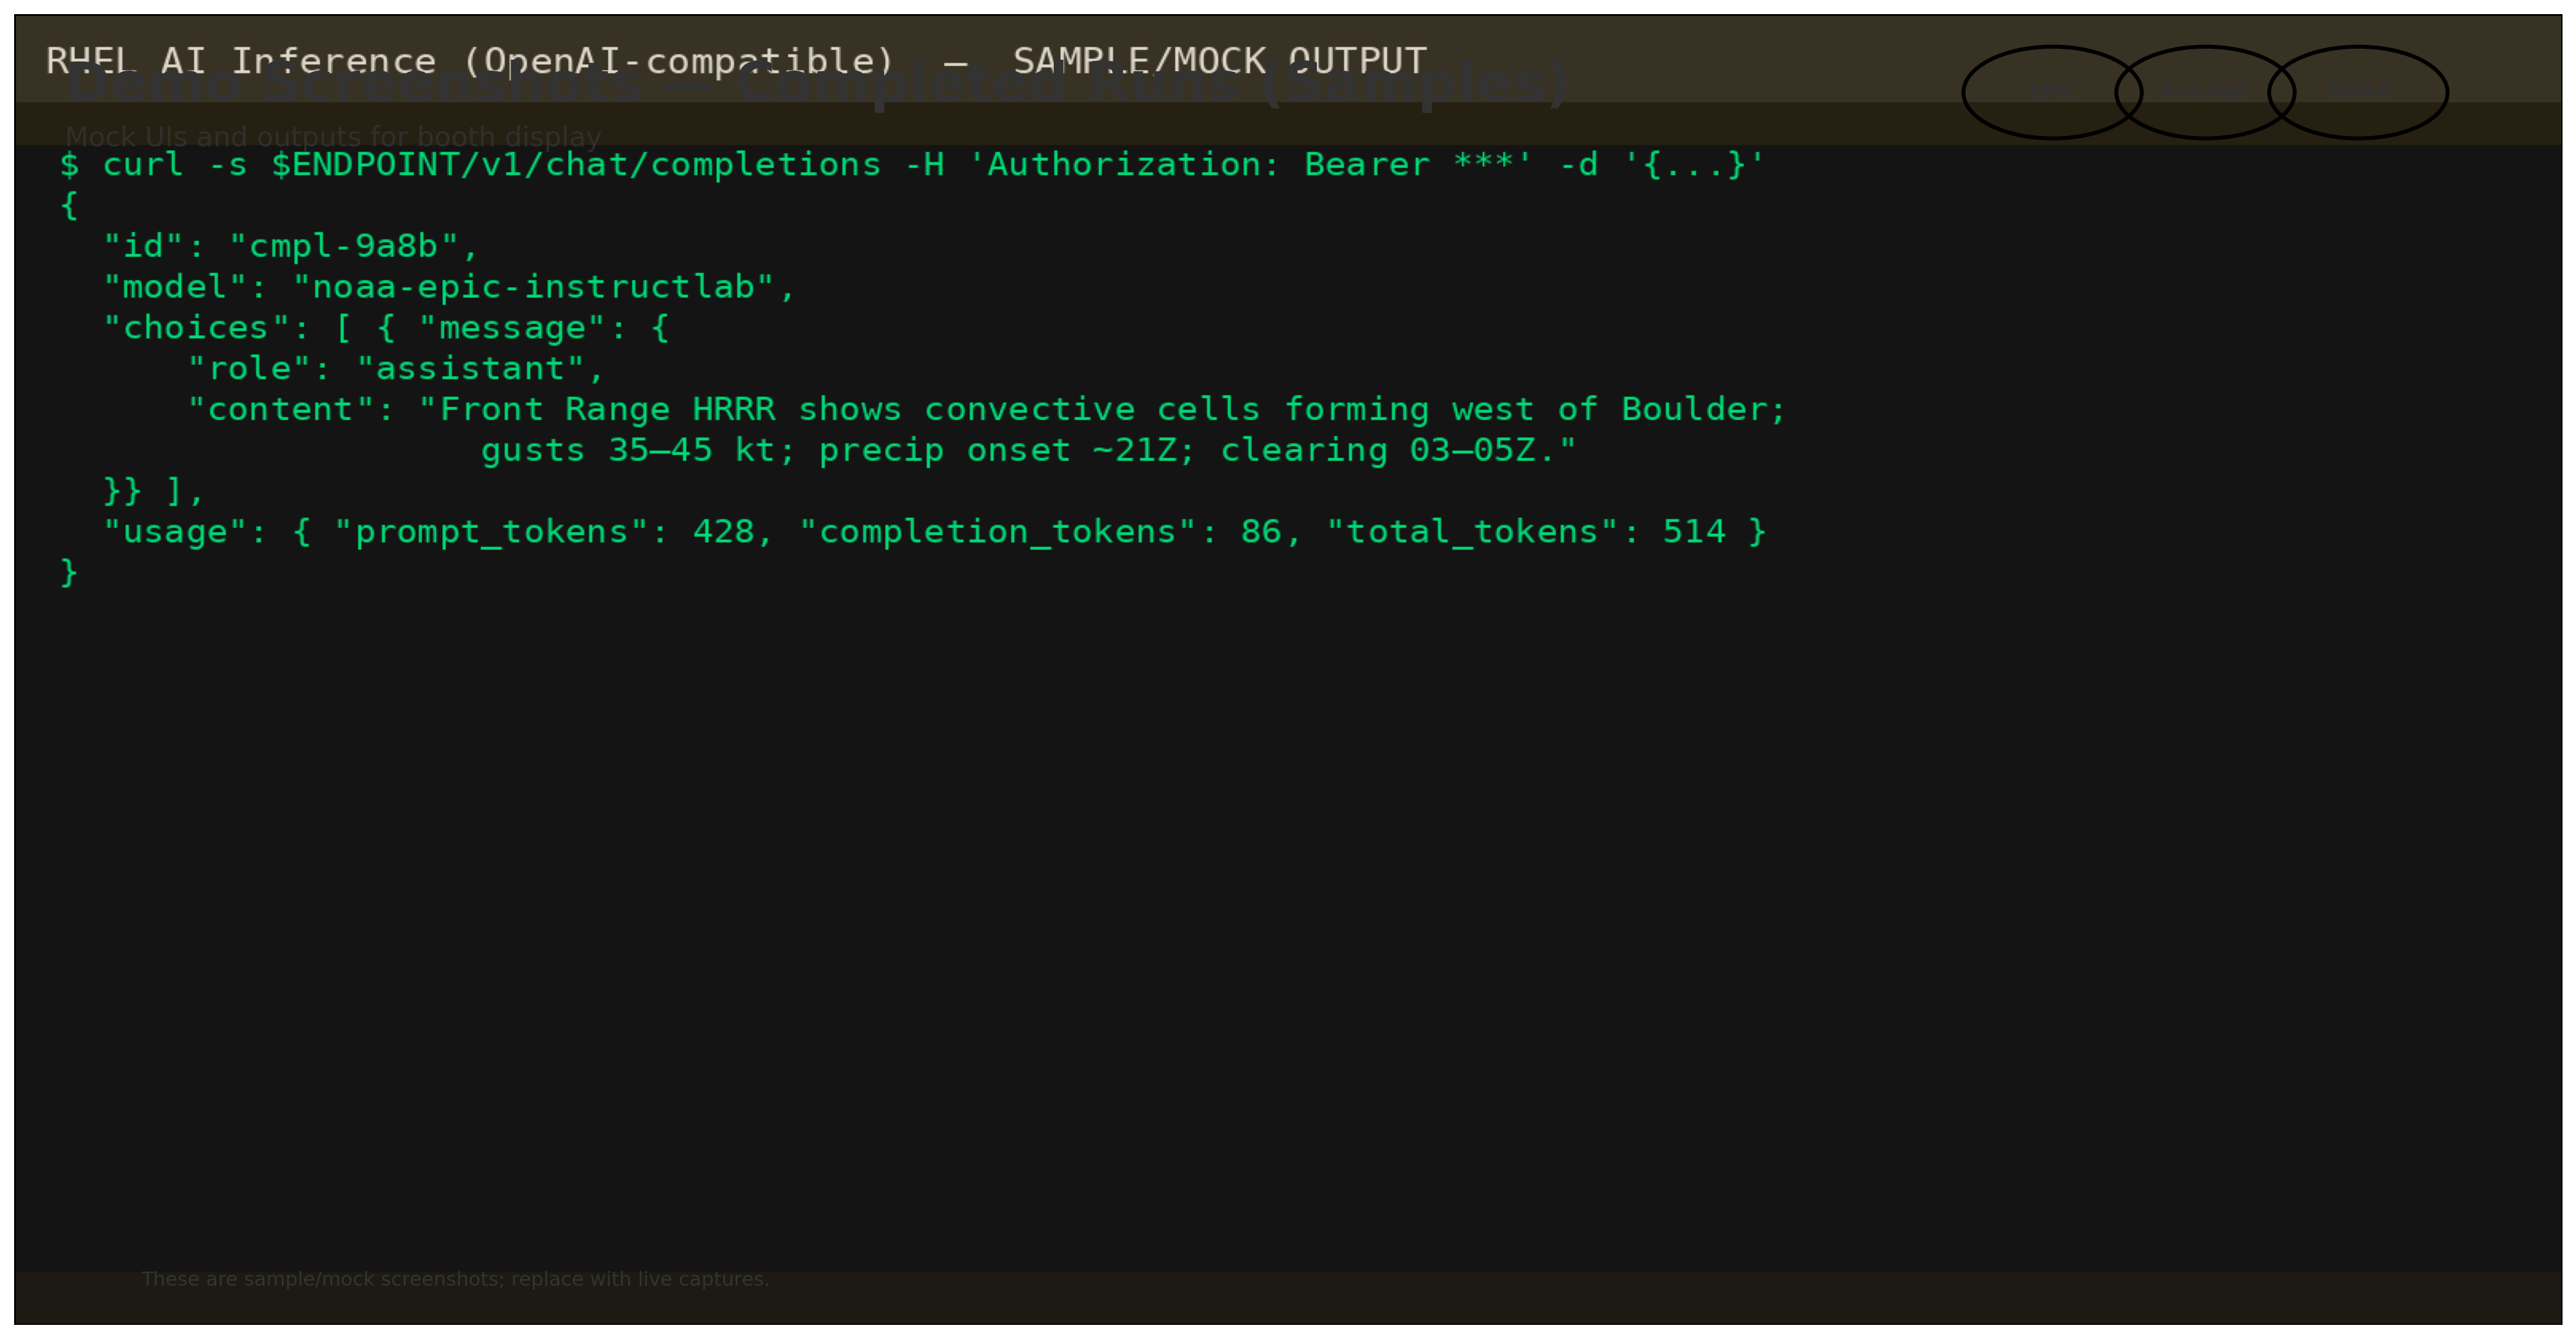 RHEL AI Inference (OpenAI-compatible) — SAMPLE/MOCK OUTPUT
Demo Screenshots — Completed Runs (Samples)
Mock UIs and outputs for booth display
$ curl -s $ENDPOINT/v1/chat/completions -H 'Authorization: Bearer ***' -d '{...}'
{
"id": "cmpl-9a8b",
"model": "noaa-epic-instructlab",
"choices": [ { "message": {
"role": "assistant",
"content": "Front Range HRRR shows convective cells forming west of Boulder;
gusts 35–45 kt; precip onset ~21Z; clearing 03–05Z."
}} ],
"usage": { "prompt_tokens": 428, "completion_tokens": 86, "total_tokens": 514 }
}
These are sample/mock screenshots; replace with live captures.